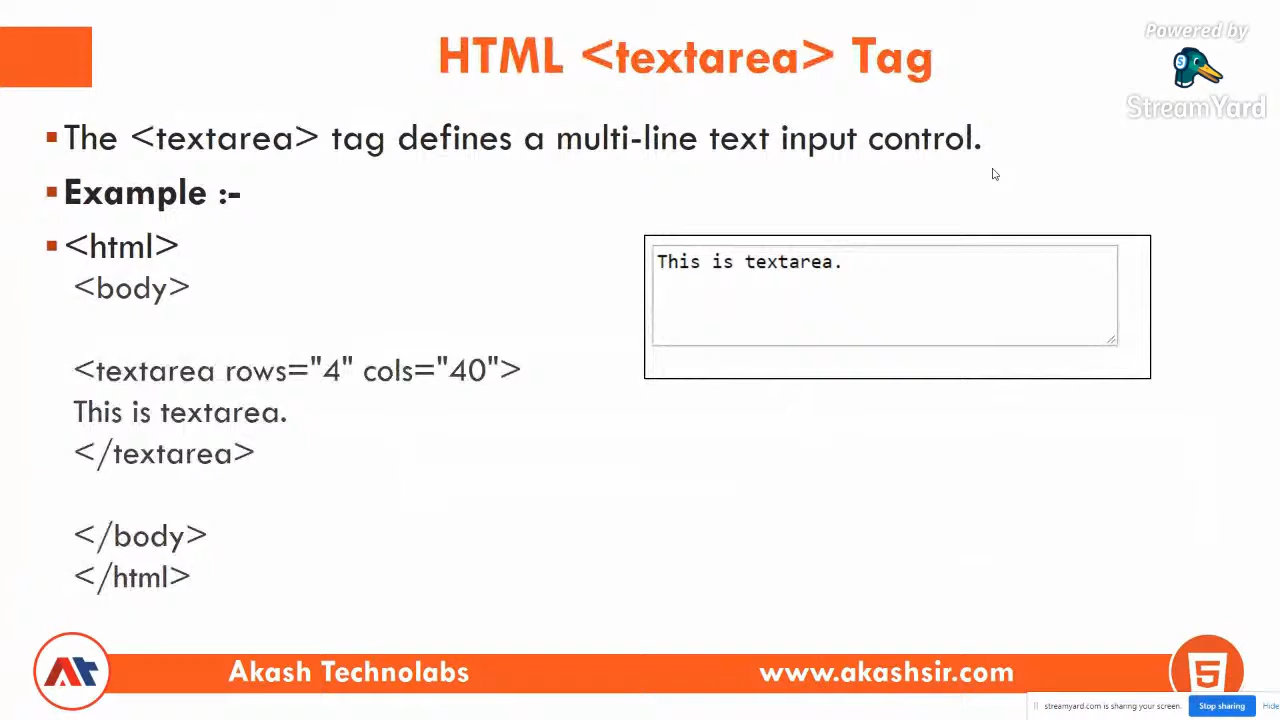 HTML <textarea> Tag
Powered by
StreamYard
▪The <textarea> tag defines a multi-line text input control.
▪Example :-
▪<html>
<body>
<textarea rows="4" cols="40">
This is textarea.
</textarea>
</body>
</html>
This is textarea.
Akash Technolabs
www.akashsir.com
5
streamyard.com is sharing your screen.
Stop sharing
Hide